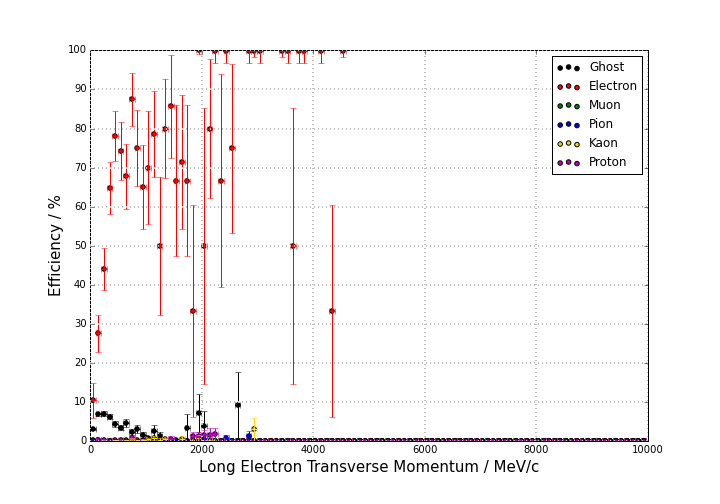 100
90
80
70
60
50
40
30
20
10
0
Efficiency / %
Ghost
Electron
Muon
Pion
Kaon
Proton
0 2000 4000 6000 8000 10000
Long Electron Transverse Momentum / MeV/c